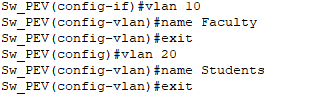 Sw_PEV(config-if)#vlan 10
Sw_PEV(config-vlan)#name Faculty
Sw_PEV(config-vlan)#exit
Sw_PEV(config)#vlan 20
Sw_PEV(config-vlan)#name Students
Sw_PEV(config-vlan)#exit